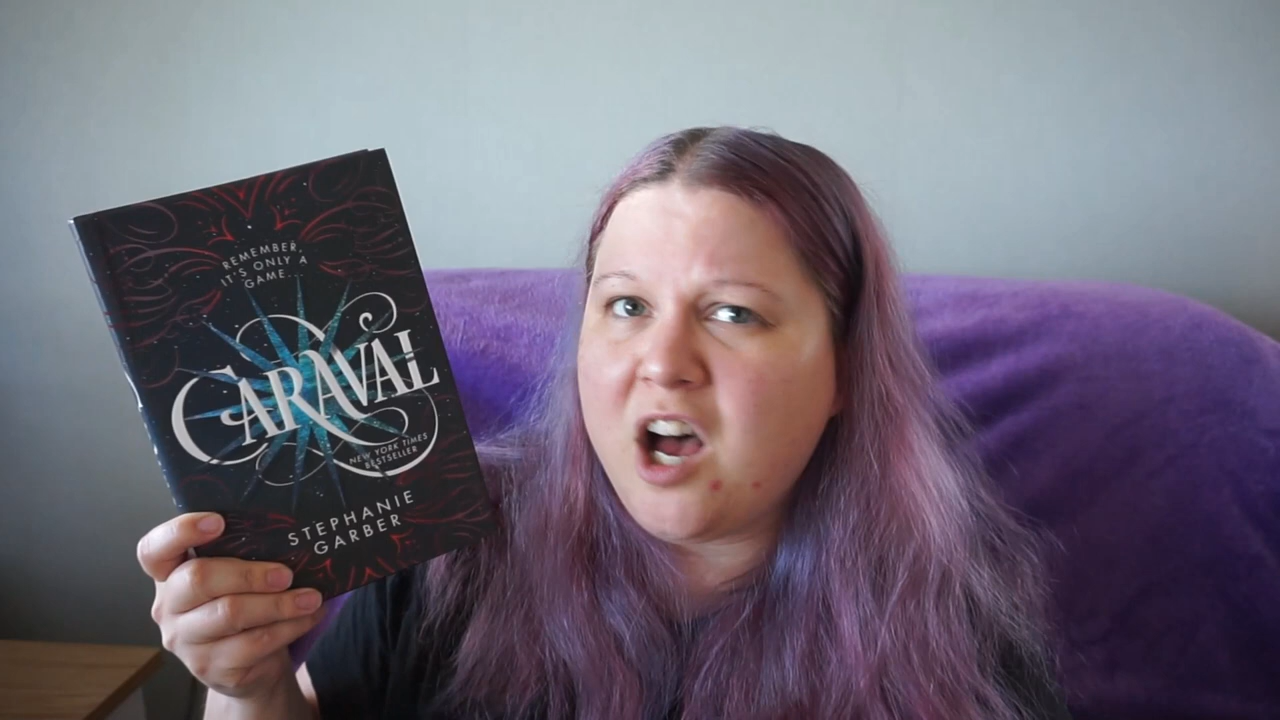 REMEMBER,
IT'S ONLY A
GAME...
CARAVAL
NEW YORK TIMES
BESTSELLER
STEPHANIE
GARBER